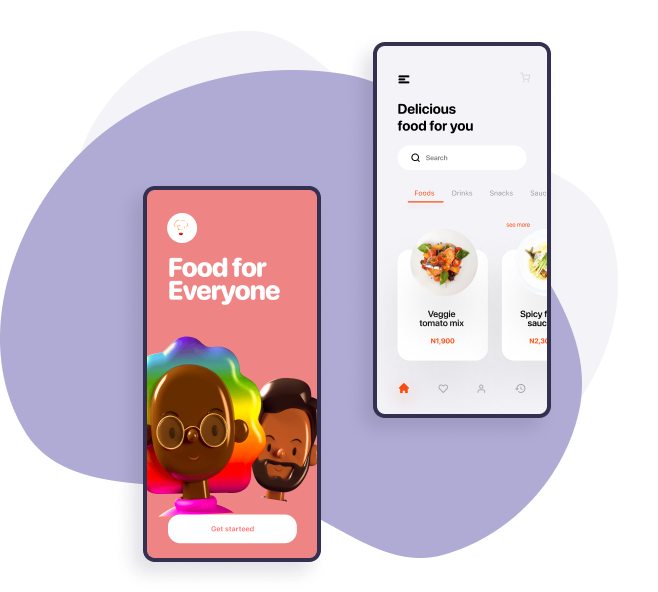 Delicious
food for you
Search
Foods Drinks Snacks Sauc
see more
Veggie
tomato mix
N1,900
Spicy f
sauc
N2,30
Food for
Everyone
Get starteed